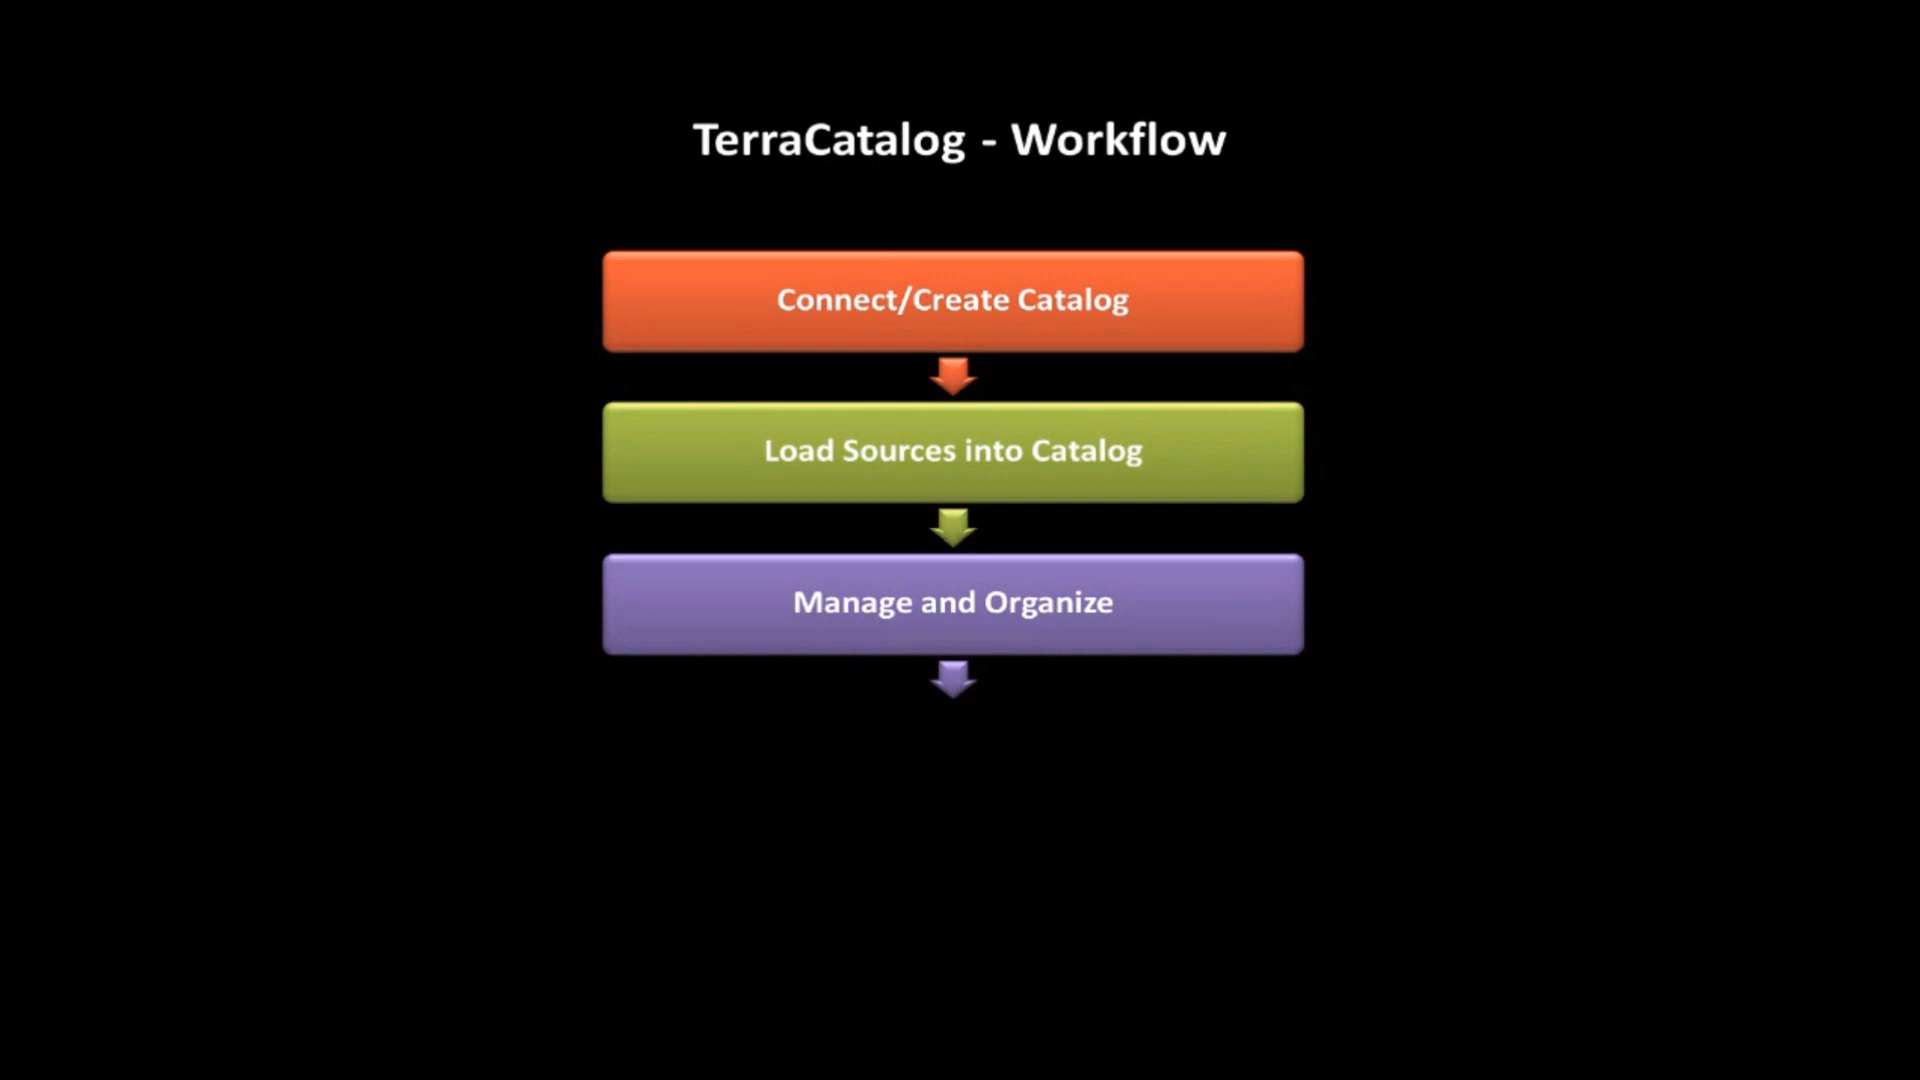 TerraCatalog - Workflow
Connect/Create Catalog
Load Sources into Catalog
Manage and Organize